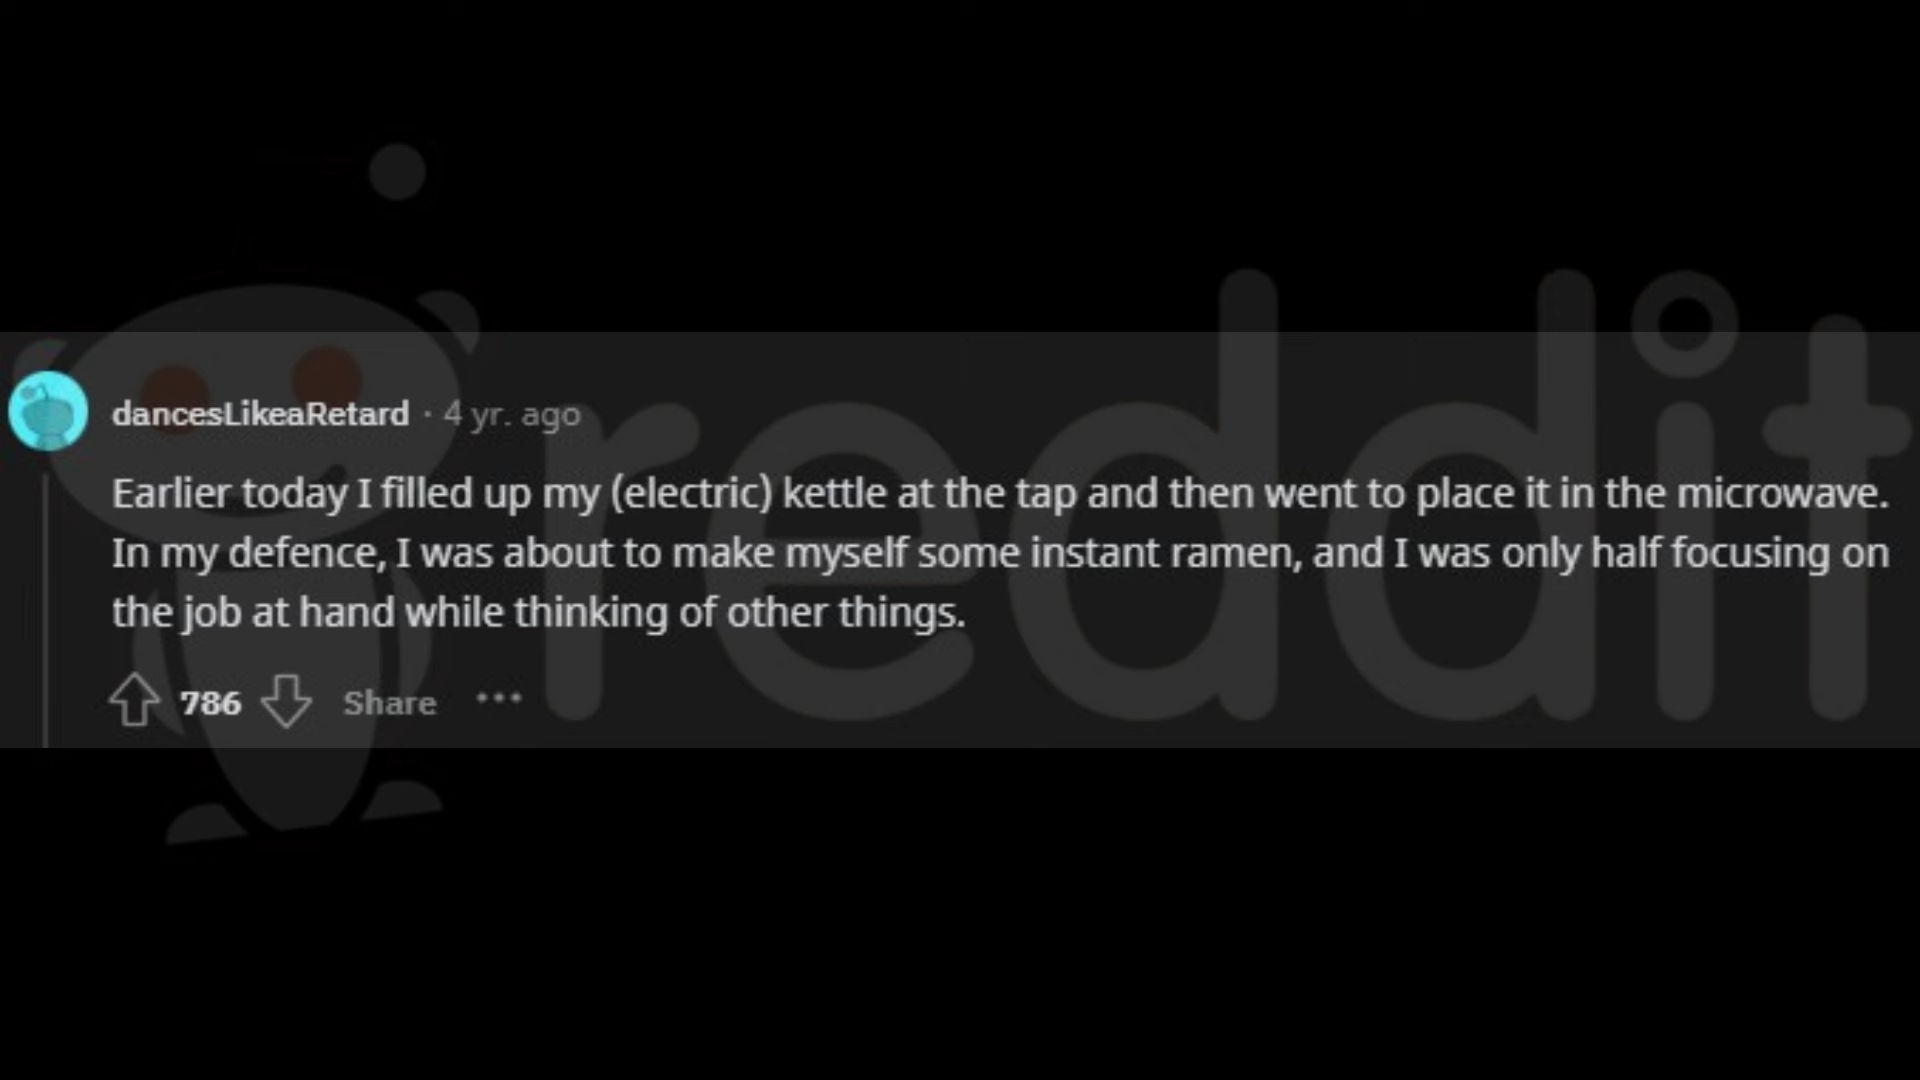 reddit
dancesLikeaRetard · 4 yr. ago
Earlier today I filled up my (electric) kettle at the tap and then went to place it in the microwave.
In my defence, I was about to make myself some instant ramen, and I was only half focusing on
the job at hand while thinking of other things.
786 Share ...